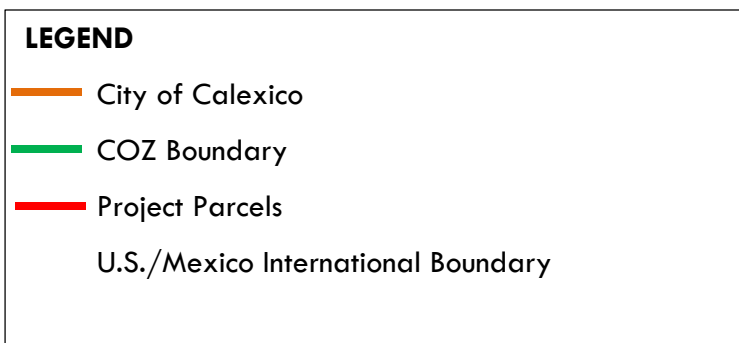 LEGEND
City of Calexico
COZ Boundary
Project Parcels
U.S./Mexico International Boundary